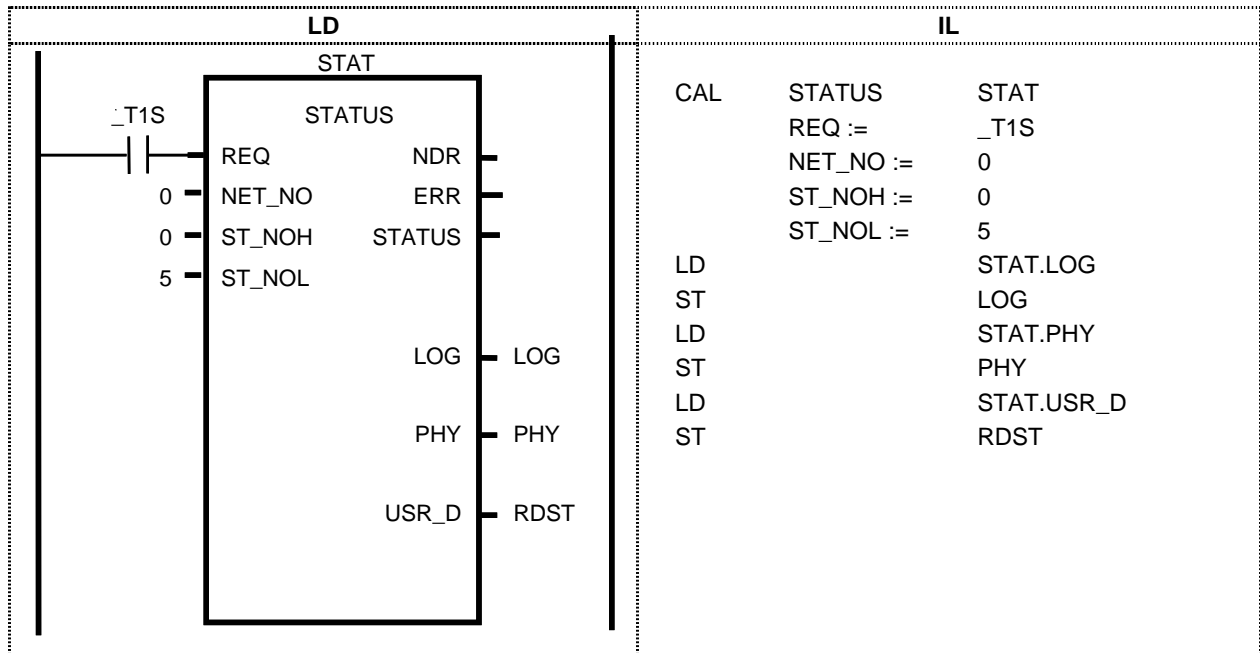 LD
STAT
STATUS
_T1S
REQ NDR
0 NET_NO ERR
0 ST_NOH STATUS
5 ST_NOL
LOG LOG
PHY PHY
USR_D RDST
IL
CAL STATUS STAT
REQ := _T1S
NET_NO := 0
ST_NOH := 0
ST_NOL := 5
LD STAT.LOG
ST LOG
LD STAT.PHY
ST PHY
LD STAT.USR_D
ST RDST